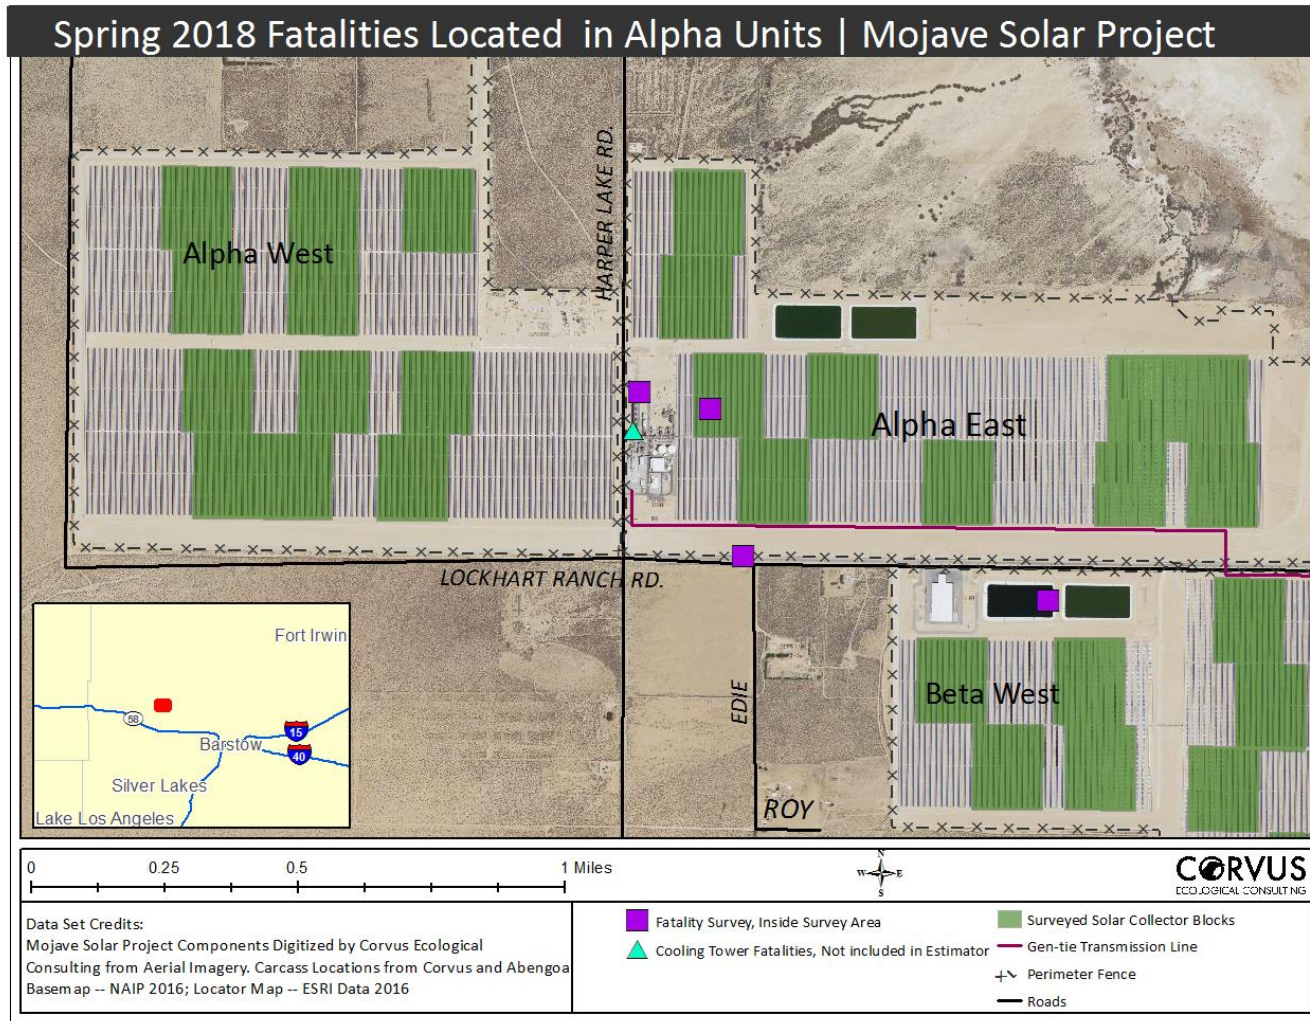 Spring 2018 Fatalities Located  in Alpha Units | Mojave Solar Project
HARPER LAKE RD.
Alpha West
Alpha East
LOCKHART RANCH RD.
EDIE
Beta West
ROY
Fort Irwin
58
15
Barstow
40
Silver Lakes
Lake Los Angeles
0 0.25 0.5 1 Miles
N
W E
S
CORVUS
ECOLOGICAL CONSULTING
Data Set Credits:
Mojave Solar Project Components Digitized by Corvus Ecological
Consulting from Aerial Imagery. Carcass Locations from Corvus and Abengoa
Basemap -- NAIP 2016; Locator Map -- ESRI Data 2016
Fatality Survey, Inside Survey Area
Cooling Tower Fatalities, Not included in Estimator
Surveyed Solar Collector Blocks
Gen-tie Transmission Line
Perimeter Fence
Roads